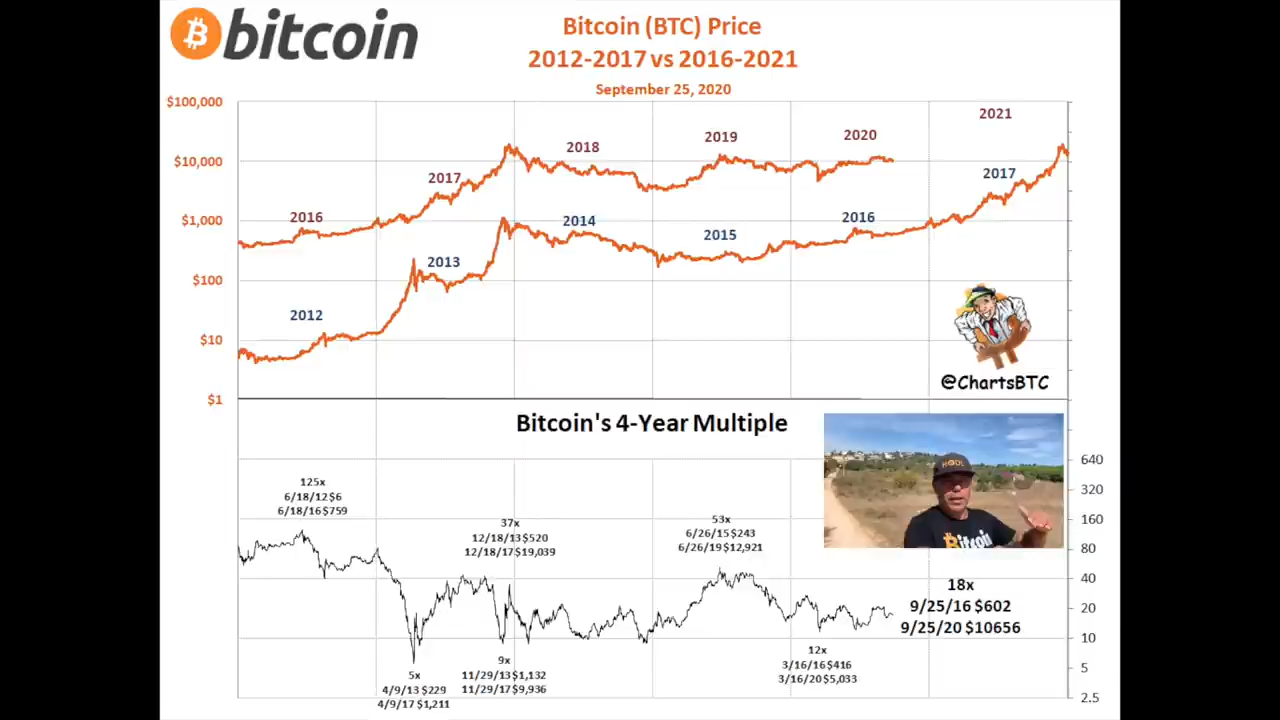 bitcoin
Bitcoin (BTC) Price
2012-2017 vs 2016-2021
September 25, 2020
$100,000
$10,000
$1,000
$100
$10
$1
2016
2017
2018
2019
2020
2021
2012
2013
2014
2015
2016
2017
@ChartsBTC
Bitcoin's 4-Year Multiple
640
320
160
80
40
20
10
5
2.5
125x
6/18/12 $6
6/18/16 $759
37x
12/18/13 $520
12/18/17 $19,039
53x
6/26/15 $243
6/26/19 $12,921
18x
9/25/16 $602
9/25/20 $10656
5x
4/9/13 $229
4/9/17 $1,211
9x
11/29/13 $1,132
11/29/17 $9,936
12x
3/16/16 $416
3/16/20 $5,033
HODL
Bitcoin